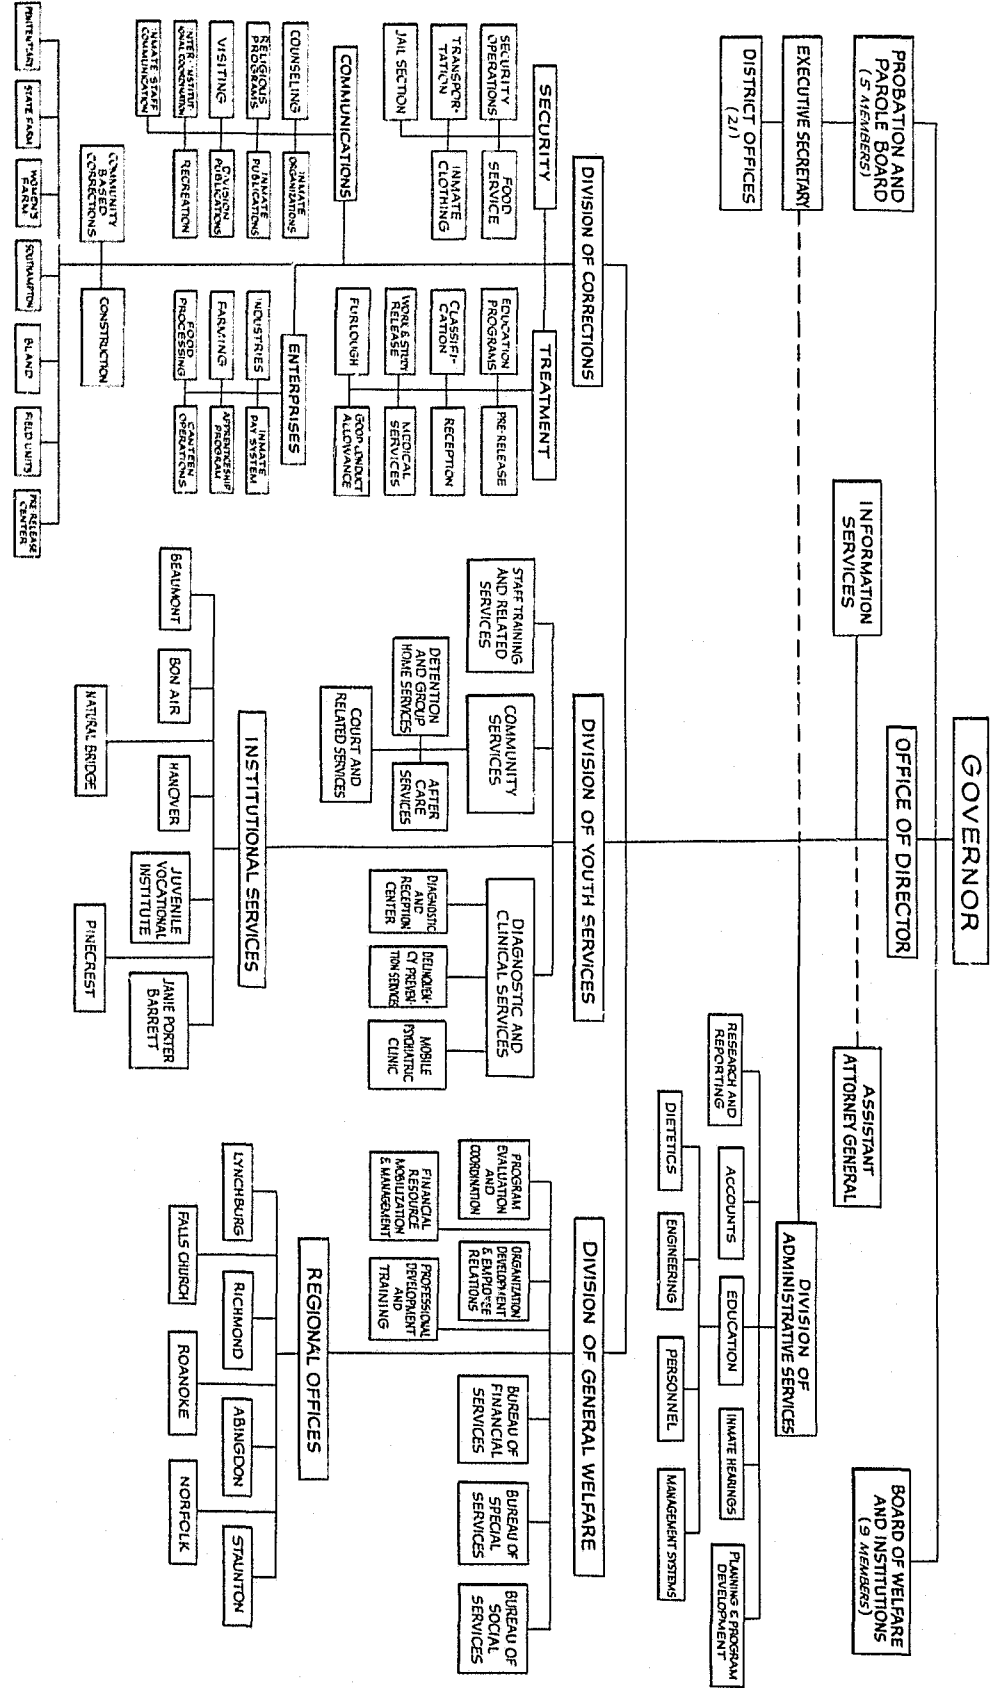 GOVERNOR
PROBATION AND
PAROLE BOARD
(5 MEMBERS)
OFFICE OF DIRECTOR
BOARD OF WELFARE
AND INSTITUTIONS
(9 MEMBERS)
EXECUTIVE SECRETARY
DISTRICT OFFICES
(21)
INFORMATION
SERVICES
ASSISTANT
ATTORNEY GENERAL
DIVISION OF
ADMINISTRATIVE SERVICES
RESEARCH AND
REPORTING
ACCOUNTS
EDUCATION
INMATE HEARINGS
PLANNING & PROGRAM
DEVELOPMENT
DIETETICS
ENGINEERING
PERSONNEL
MANAGEMENT SYSTEMS
DIVISION OF CORRECTIONS
DIVISION OF YOUTH SERVICES
DIVISION OF GENERAL WELFARE
SECURITY
TREATMENT
SECURITY
OPERATIONS
FOOD
SERVICE
TRANSPOR-
TATION
INMATE
CLOTHING
JAIL SECTION
EDUCATION
PROGRAMS
PRE-RELEASE
CLASSIFI-
CATION
RECEPTION
WORK & STUDY
RELEASE
MEDICAL
SERVICES
FURLOUGH
GOOD CONDUCT
ALLOWANCE
COMMUNICATIONS
ENTERPRISES
COUNSELING
INMATE
ORGANIZATIONS
RELIGIOUS
PROGRAMS
INMATE
PUBLICATIONS
VISITING
DIVISION
PUBLICATIONS
INTER-INSTITUT-
IONAL COORDINATION
RECREATION
INMATE STAFF
COMMUNICATION
INDUSTRIES
INMATE
PAY SYSTEM
FARMING
APPRENTICESHIP
PROGRAM
FOOD
PROCESSING
CANTEEN
OPERATIONS
COMMUNITY
BASED
CORRECTIONS
CONSTRUCTION
PENITENTIARY
STATE FARM
WOMEN'S
FARM
SOUTHAMPTON
BLAND
FIELD UNITS
PRE-RELEASE
CENTER
STAFF TRAINING
AND RELATED
SERVICES
COMMUNITY
SERVICES
DIAGNOSTIC AND
CLINICAL SERVICES
DETENTION
AND GROUP
HOME SERVICES
AFTER
CARE
SERVICES
COURT AND
RELATED SERVICES
DIAGNOSTIC
AND
RECEPTION
CENTER
DELINQUEN-
CY PREVEN-
TION SERVICES
MOBILE
PSYCHIATRIC
CLINIC
INSTITUTIONAL SERVICES
BEAUMONT
BON AIR
HANOVER
JUVENILE
VOCATIONAL
INSTITUTE
JANIE PORTER
BARRETT
NATURAL BRIDGE
PINECREST
PROGRAM
EVALUATION
AND
COORDINATION
ORGANIZATION
DEVELOPMENT
& EMPLOYEE
RELATIONS
BUREAU OF
FINANCIAL
SERVICES
BUREAU OF
SPECIAL
SERVICES
BUREAU OF
SOCIAL
SERVICES
FINANCIAL
RESOURCE
MOBILIZATION
& MANAGEMENT
PROFESSIONAL
DEVELOPMENT
AND
TRAINING
REGIONAL OFFICES
LYNCHBURG
RICHMOND
ABINGDON
STAUNTON
FALLS CHURCH
ROANOKE
NORFOLK